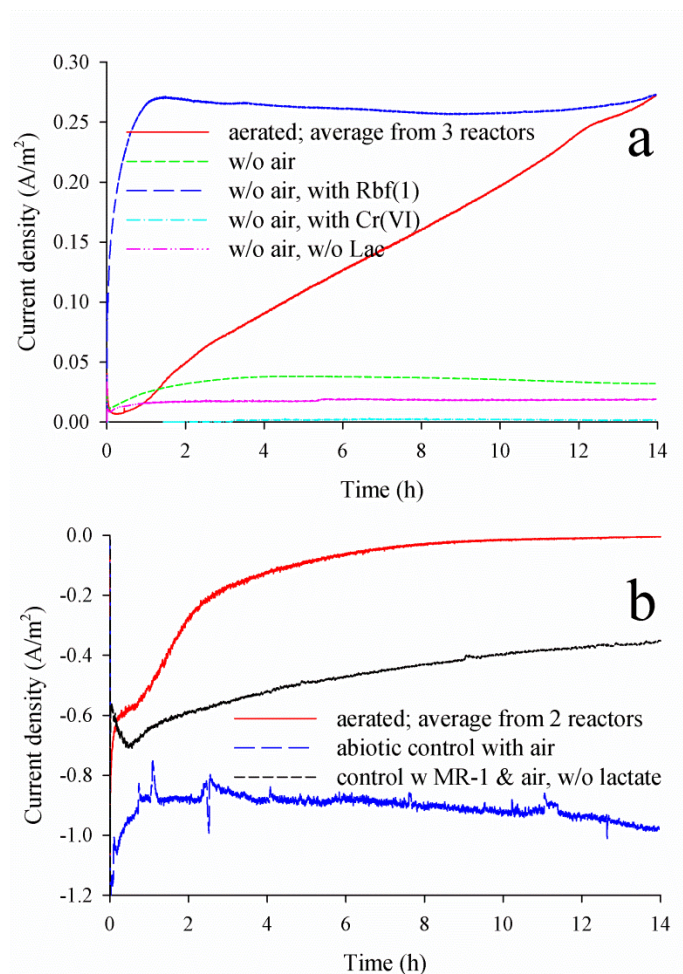 0.30
0.25
0.20
0.15
0.10
0.05
0.00
Current density (A/m²)
aerated; average from 3 reactors
w/o air
w/o air, with Rbf(1)
w/o air, with Cr(VI)
w/o air, w/o Lac
a
0 2 4 6 8 10 12 14
Time (h)
0.0
-0.2
-0.4
-0.6
-0.8
-1.0
-1.2
Current density (A/m²)
b
aerated; average from 2 reactors
abiotic control with air
control w MR-1 & air, w/o lactate
0 2 4 6 8 10 12 14
Time (h)